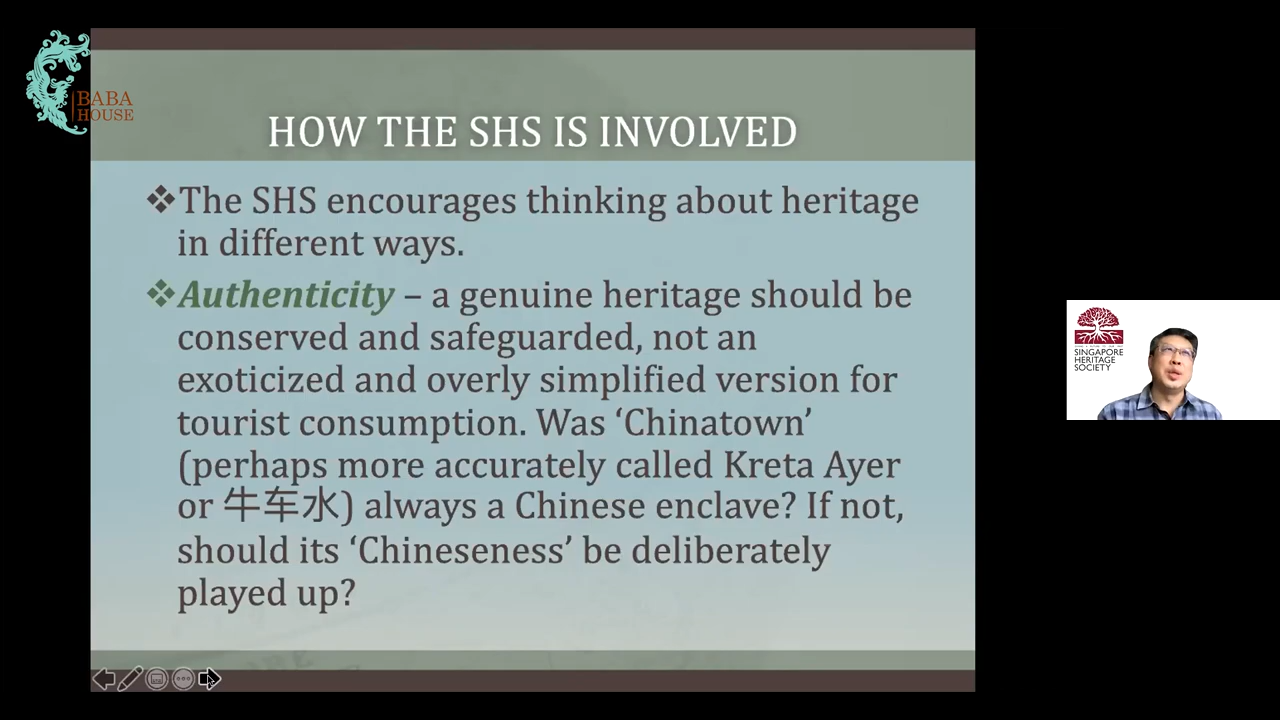 BABA
HOUSE
HOW THE SHS IS INVOLVED
❖The SHS encourages thinking about heritage
in different ways.
❖Authenticity – a genuine heritage should be
conserved and safeguarded, not an
exoticized and overly simplified version for
tourist consumption. Was ‘Chinatown’
(perhaps more accurately called Kreta Ayer
or 牛车水) always a Chinese enclave? If not,
should its ‘Chineseness’ be deliberately
played up?
SINGAPORE
HERITAGE
SOCIETY